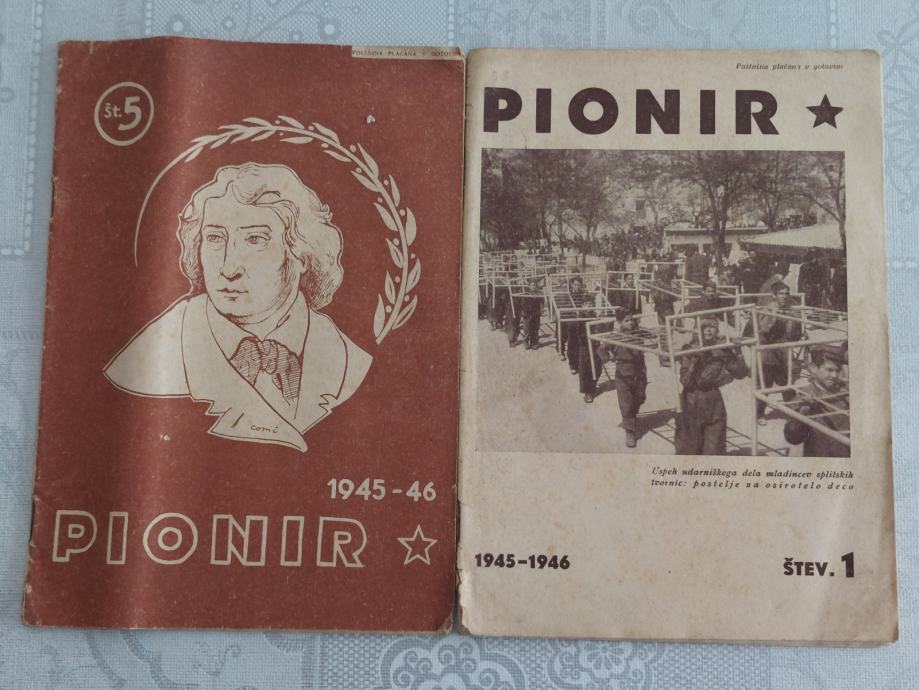 POŠTNINA PLAČANA V GOTOVINI
Št. 5
comč
1945-46
PIONIR
Poštnina plačana v gotovini
PIONIR
Uspeh udarniškega dela mladincev splitskih
tvornic: postelje za osirotelo deco
1945-1946
ŠTEV. 1